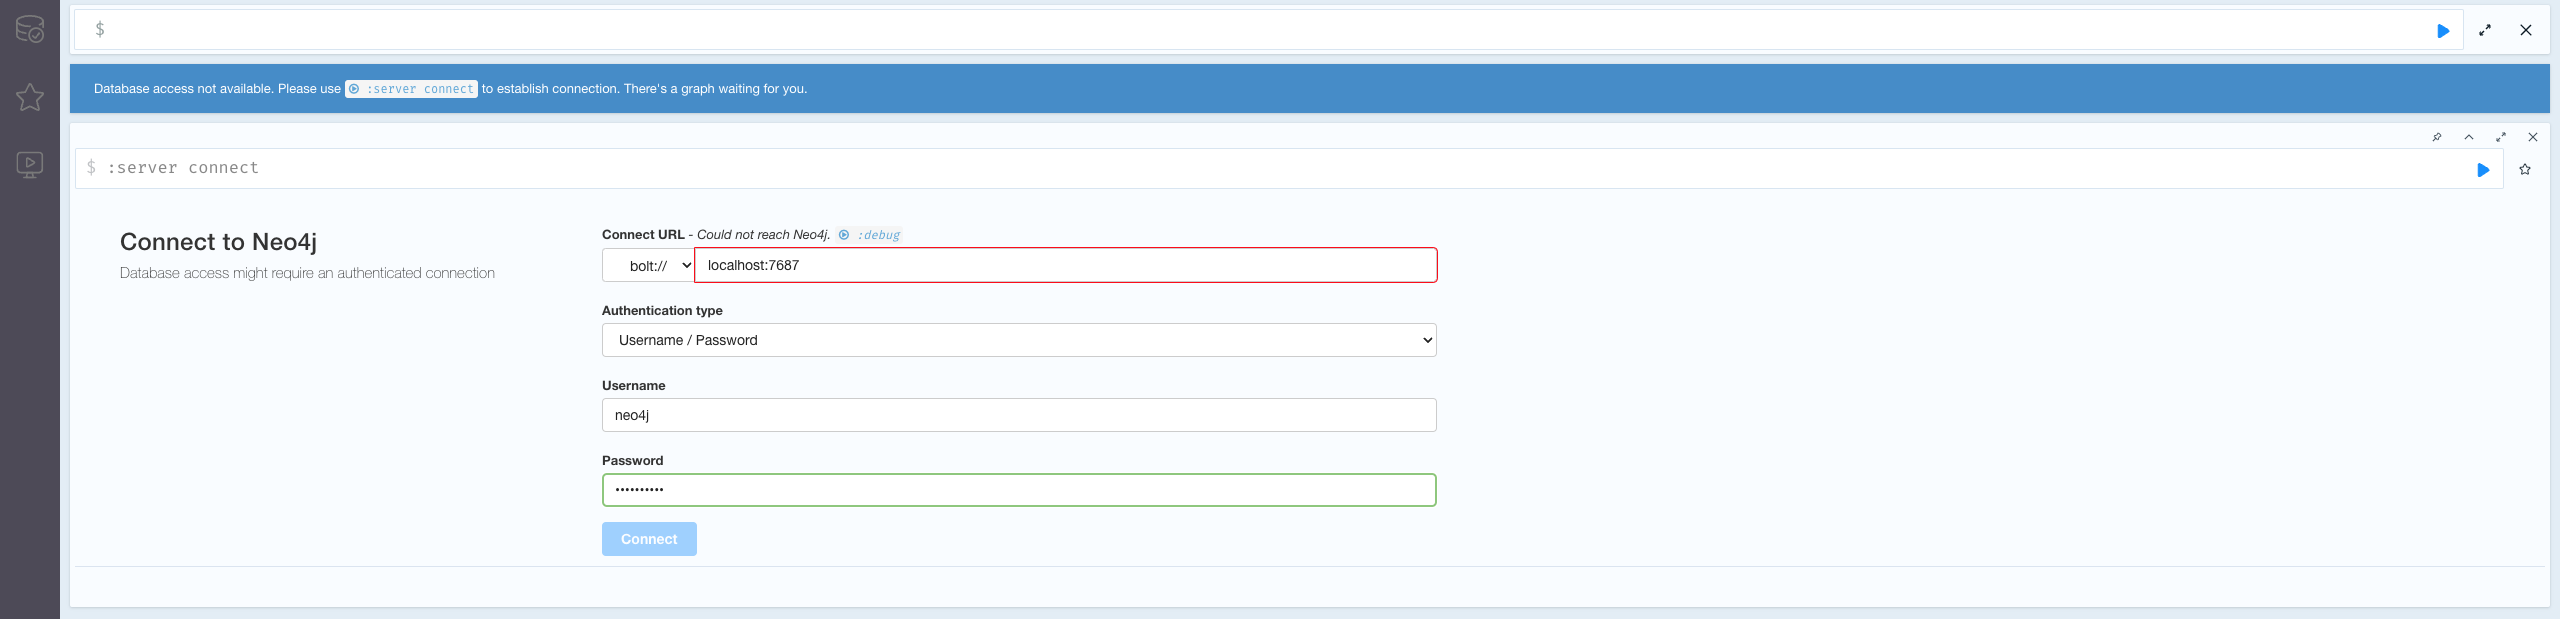 $
Database access not available. Please use :server connect to establish connection. There's a graph waiting for you.
$ :server connect
Connect to Neo4j
Database access might require an authenticated connection
Connect URL - Could not reach Neo4j. :debug
bolt:// localhost:7687
Authentication type
Username / Password
Username
neo4j
Password
••••••••••
Connect